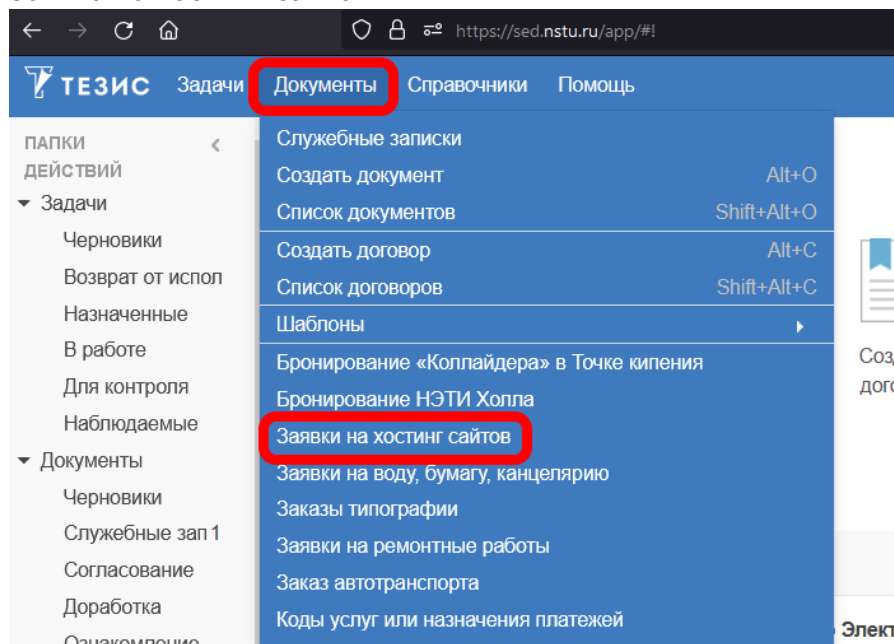 https://sed.nstu.ru/app/#!
ТЕЗИС Задачи Документы Справочники Помощь
ПАПКИ ДЕЙСТВИЙ
Задачи
Черновики
Возврат от испол
Назначенные
В работе
Для контроля
Наблюдаемые
Документы
Черновики
Служебные зап 1
Согласование
Доработка
Служебные записки
Создать документ Alt+O
Список документов Shift+Alt+O
Создать договор Alt+C
Список договоров Shift+Alt+C
Шаблоны
Бронирование «Коллайдера» в Точке кипения
Бронирование НЭТИ Холла
Заявки на хостинг сайтов
Заявки на воду, бумагу, канцелярию
Заказы типографии
Заявки на ремонтные работы
Заказ автотранспорта
Коды услуг или назначения платежей